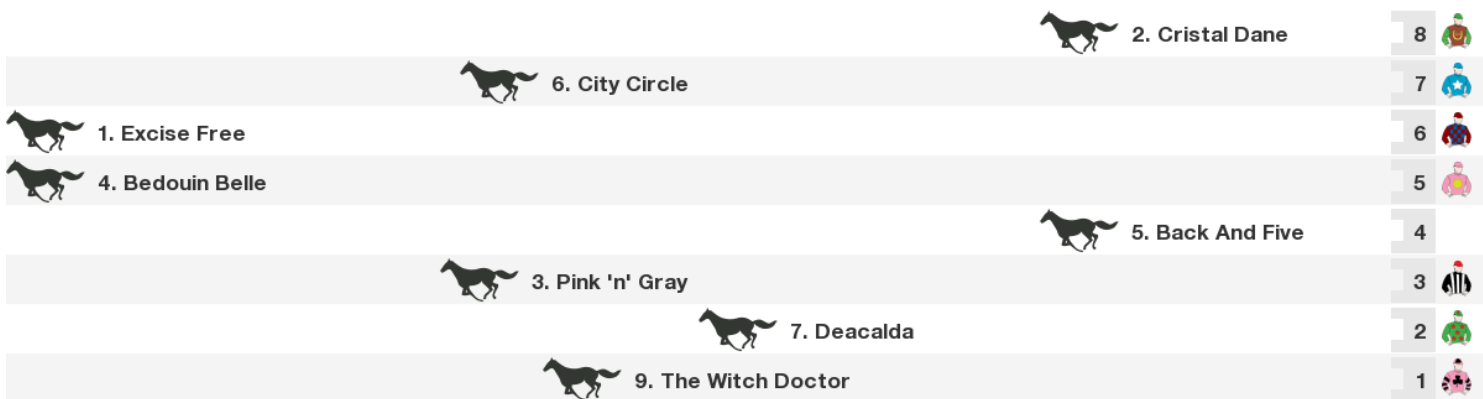 2. Cristal Dane 8
6. City Circle 7
1. Excise Free 6
4. Bedouin Belle 5
5. Back And Five 4
3. Pink 'n' Gray 3
7. Deacalda 2
9. The Witch Doctor 1